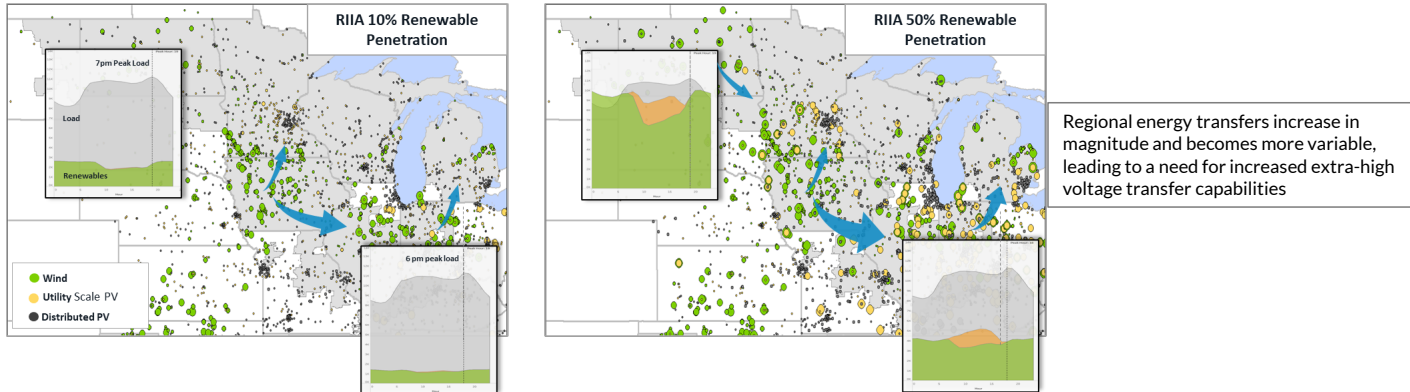 RIIA 10% Renewable
Penetration
7pm Peak Load
Load
Renewables
6 pm peak load
Wind
Utility Scale PV
Distributed PV
RIIA 50% Renewable
Penetration
Regional energy transfers increase in
magnitude and becomes more variable,
leading to a need for increased extra-high
voltage transfer capabilities